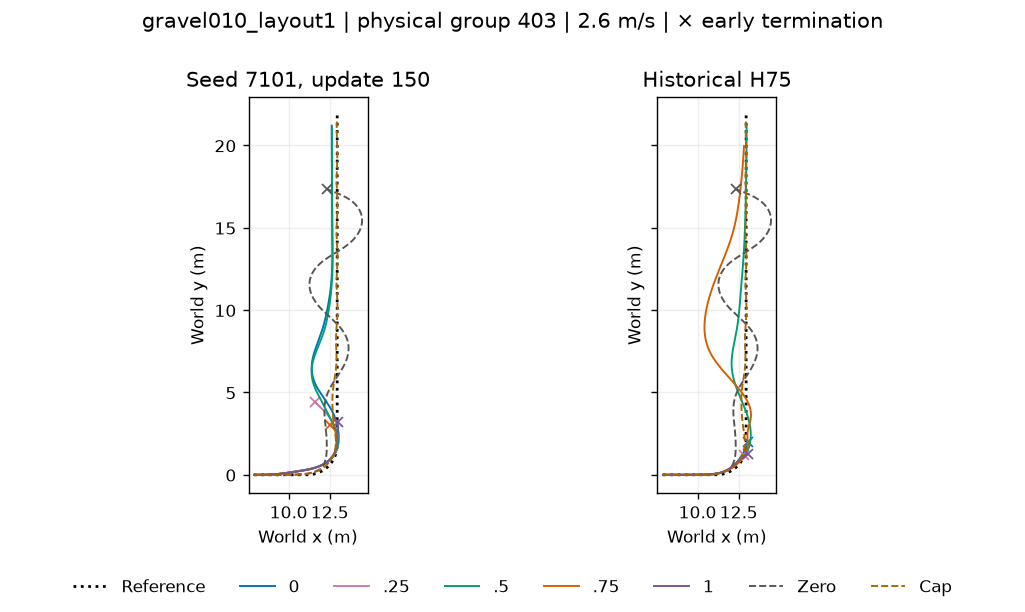 gravel010_layout1 | physical group 403 | 2.6 m/s | × early termination
Seed 7101, update 150
Historical H75
20
15
10
5
0
World y (m)
World y (m)
10.0 12.5
10.0 12.5
World x (m)
World x (m)
Reference 0 .25 .5 .75 1 Zero Cap